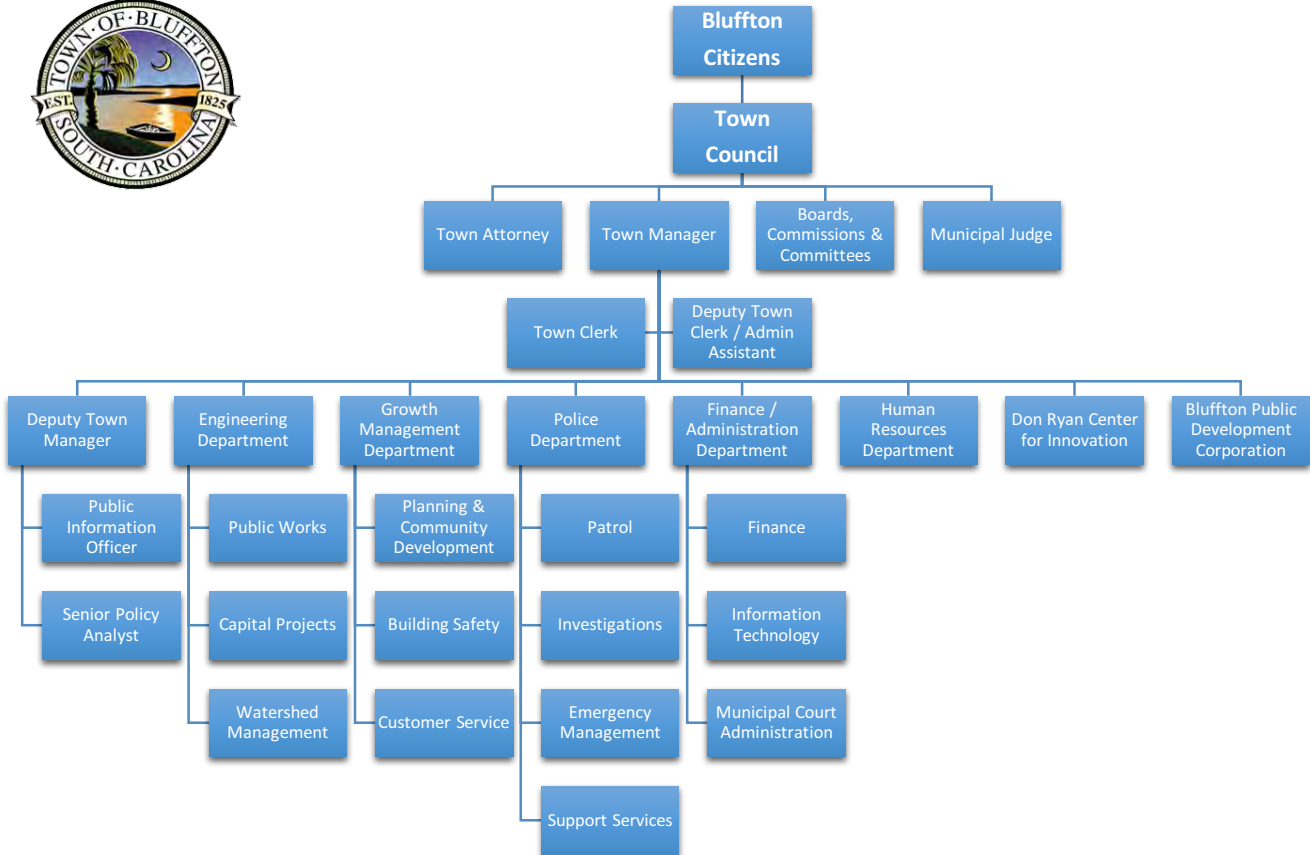 TOWN·OF·BLUFFTON
EST. 1825
SOUTH·CAROLINA
Bluffton
Citizens
Town
Council
Town Attorney
Town Manager
Boards,
Commissions &
Committees
Municipal Judge
Town Clerk
Deputy Town
Clerk / Admin
Assistant
Deputy Town
Manager
Engineering
Department
Growth
Management
Department
Police
Department
Finance /
Administration
Department
Human
Resources
Department
Don Ryan Center
for Innovation
Bluffton Public
Development
Corporation
Public
Information
Officer
Public Works
Planning &
Community
Development
Patrol
Finance
Senior Policy
Analyst
Capital Projects
Building Safety
Investigations
Information
Technology
Watershed
Management
Customer Service
Emergency
Management
Municipal Court
Administration
Support Services